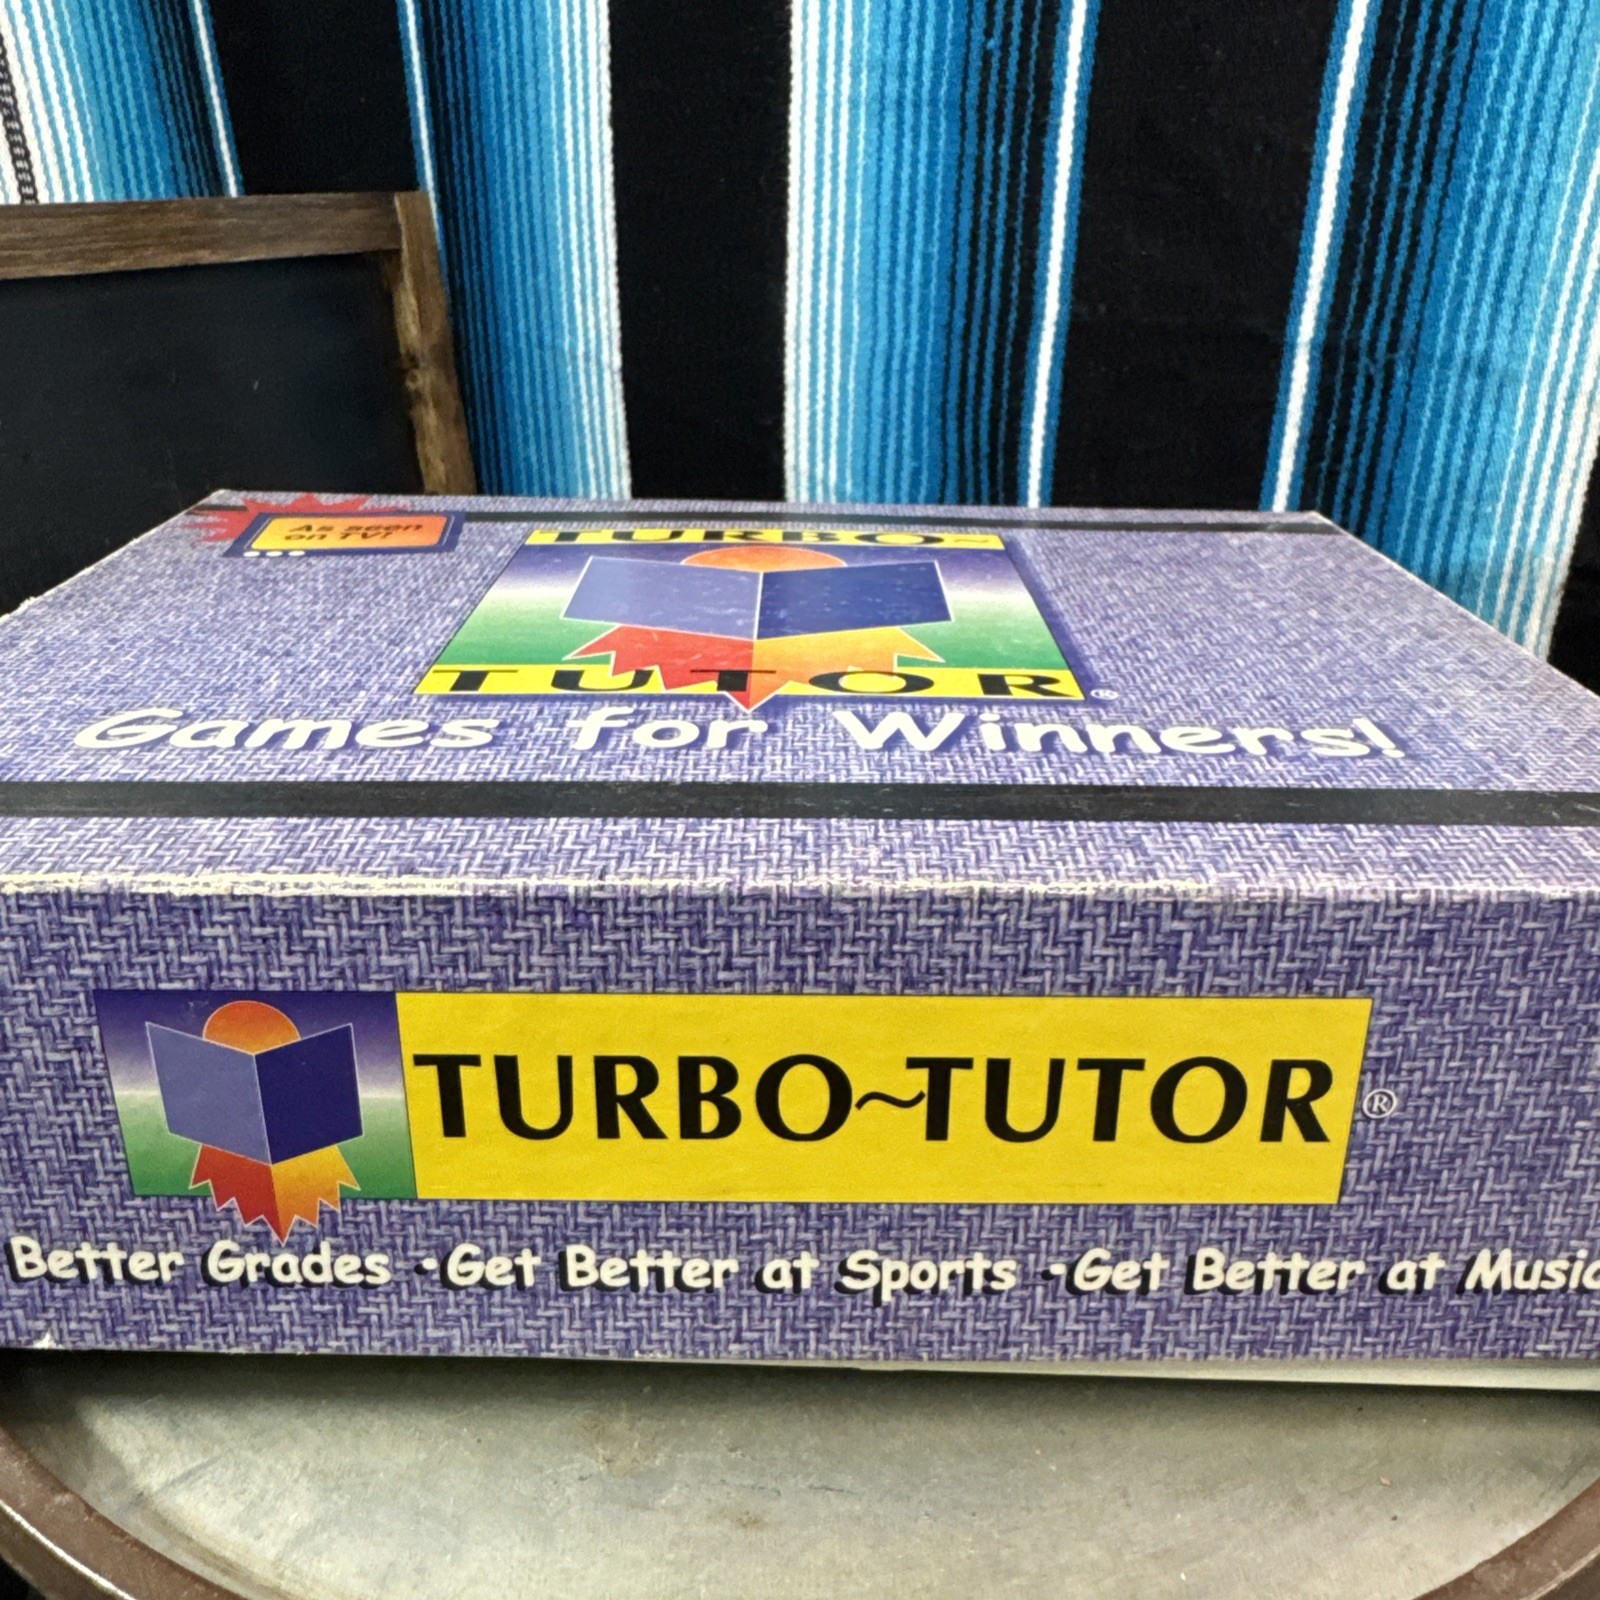 As seen
on TV!
TURBO~
TUTOR®
Games for Winners!
TURBO~TUTOR®
Better Grades • Get Better at Sports • Get Better at Music